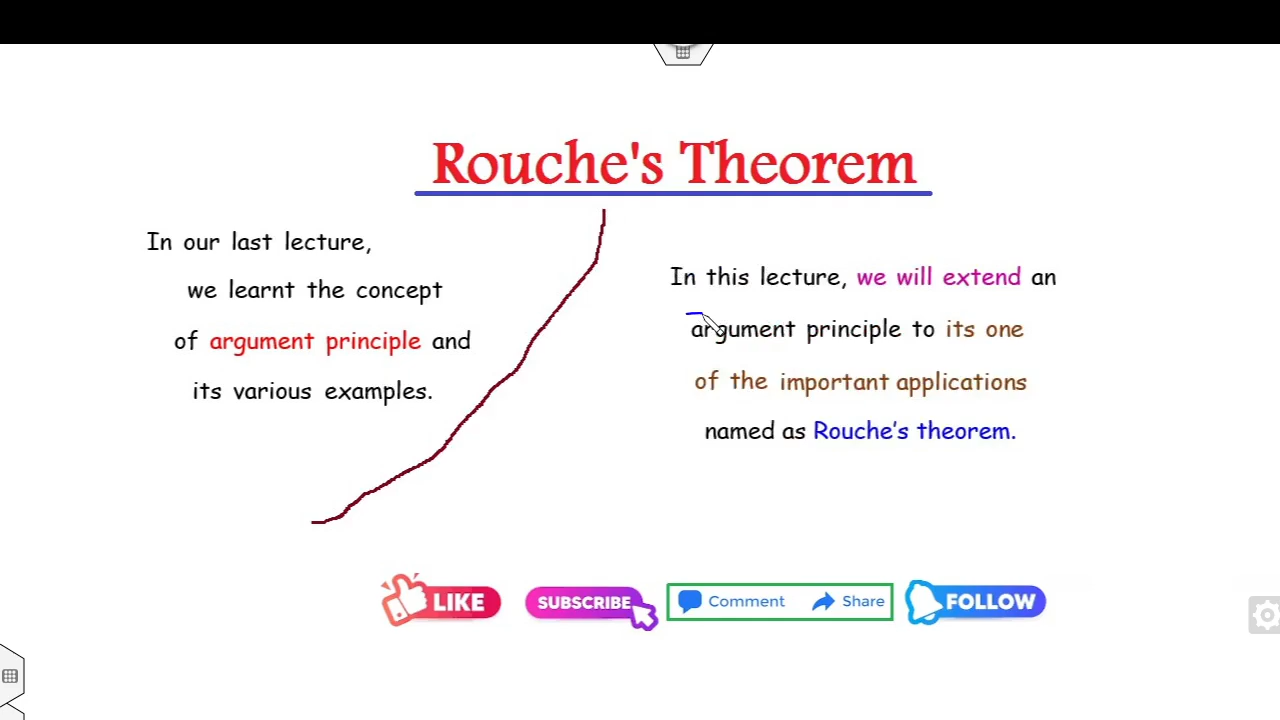 Rouche's Theorem
In our last lecture,
we learnt the concept
of argument principle and
its various examples.
In this lecture, we will extend an
argument principle to its one
of the important applications
named as Rouche's theorem.
LIKE
SUBSCRIBE
Comment Share
FOLLOW